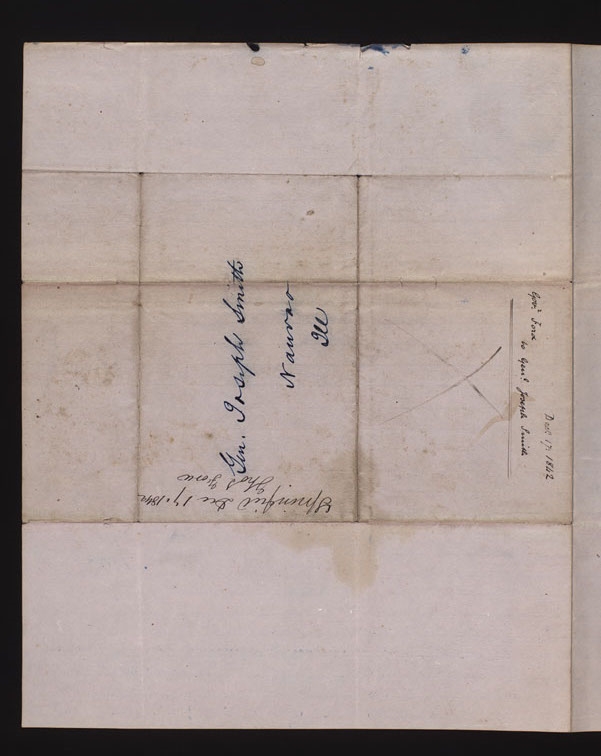 Gen. Joseph Smith
Nauvoo
Ill
Springfield Dec 17. 1842
Thos Ford
Govr Ford
to Genl Joseph Smith
Dec 17, 1842